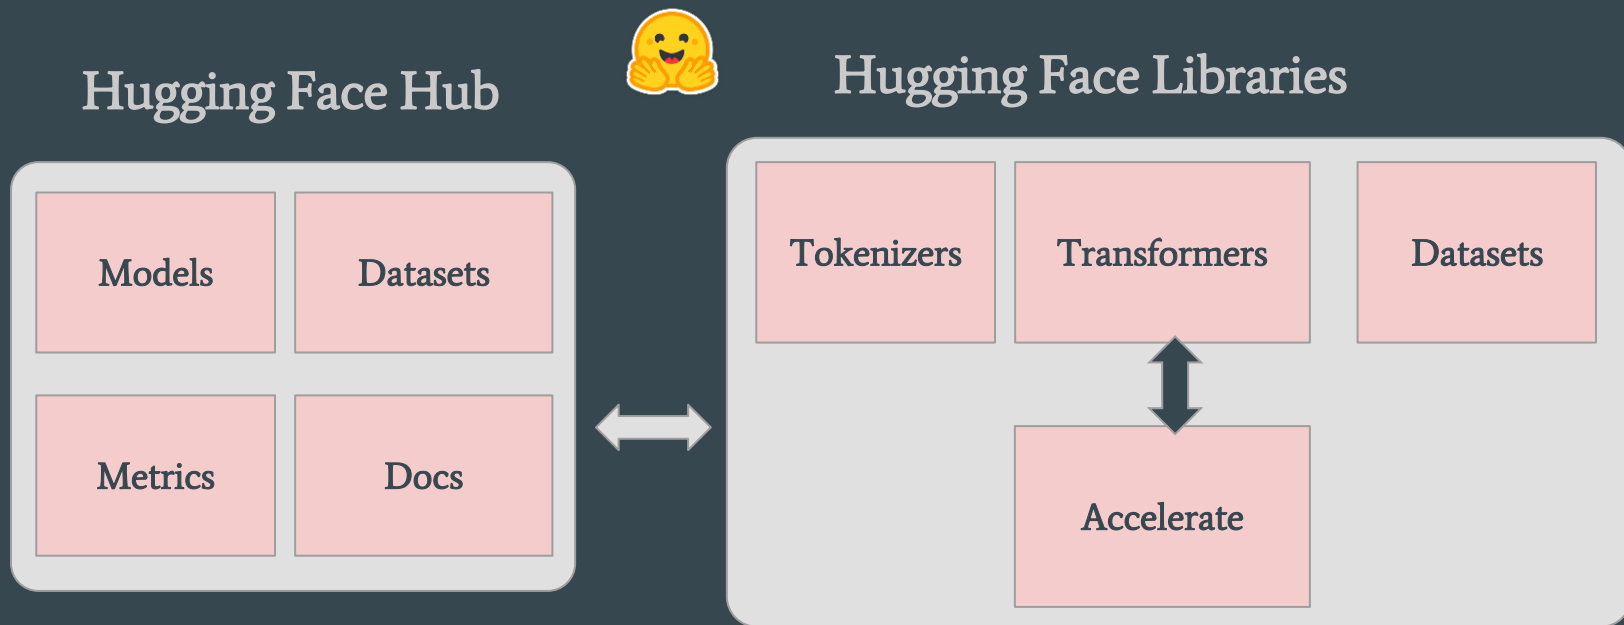 Hugging Face Hub
Models
Datasets
Metrics
Docs
Hugging Face Libraries
Tokenizers
Transformers
Datasets
Accelerate